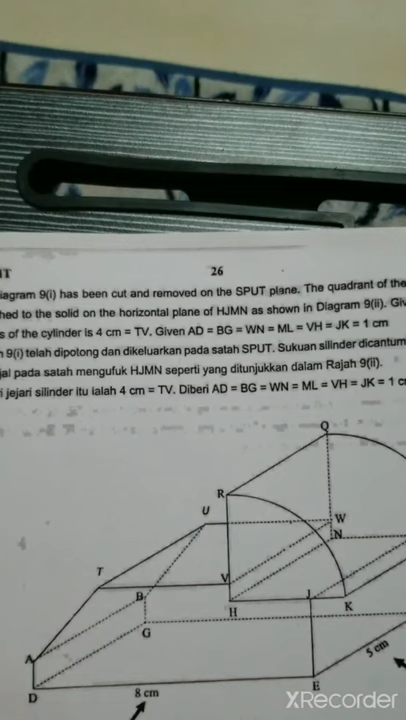 26
iagram 9(i) has been cut and removed on the SPUT plane. The quadrant of the
hed to the solid on the horizontal plane of HJMN as shown in Diagram 9(ii). Giv
s of the cylinder is 4 cm = TV. Given AD = BG = WN = ML = VH = JK = 1 cm
9(i) telah dipotong dan dikeluarkan pada satah SPUT. Sukuan silinder dicantum
jal pada satah mengufuk HJMN seperti yang ditunjukkan dalam Rajah 9(ii).
i jejari silinder itu ialah 4 cm = TV. Diberi AD = BG = WN = ML = VH = JK = 1 c
Q
R
U
W
N
T
V
B
H
J
K
G
A
5 cm
D
8 cm
E
XRecorder